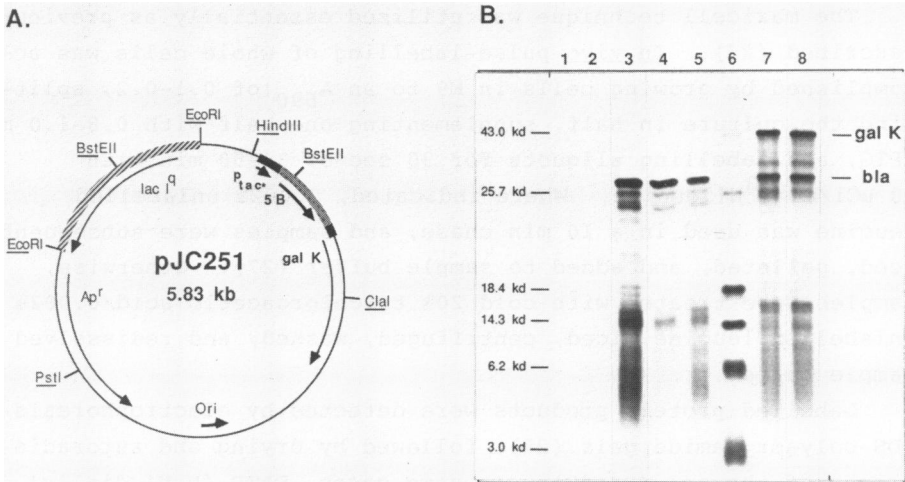 A.
EcoRI
BstEII
HindIII
BstEII
lac I q
P tac*
5 B
EcoRI
gal K
pJC251
5.83 kb
Ap r
ClaI
PstI
Ori
B.
1 2 3 4 5 6 7 8
43.0 kd
gal K
bla
25.7 kd
18.4 kd
14.3 kd
6.2 kd
3.0 kd